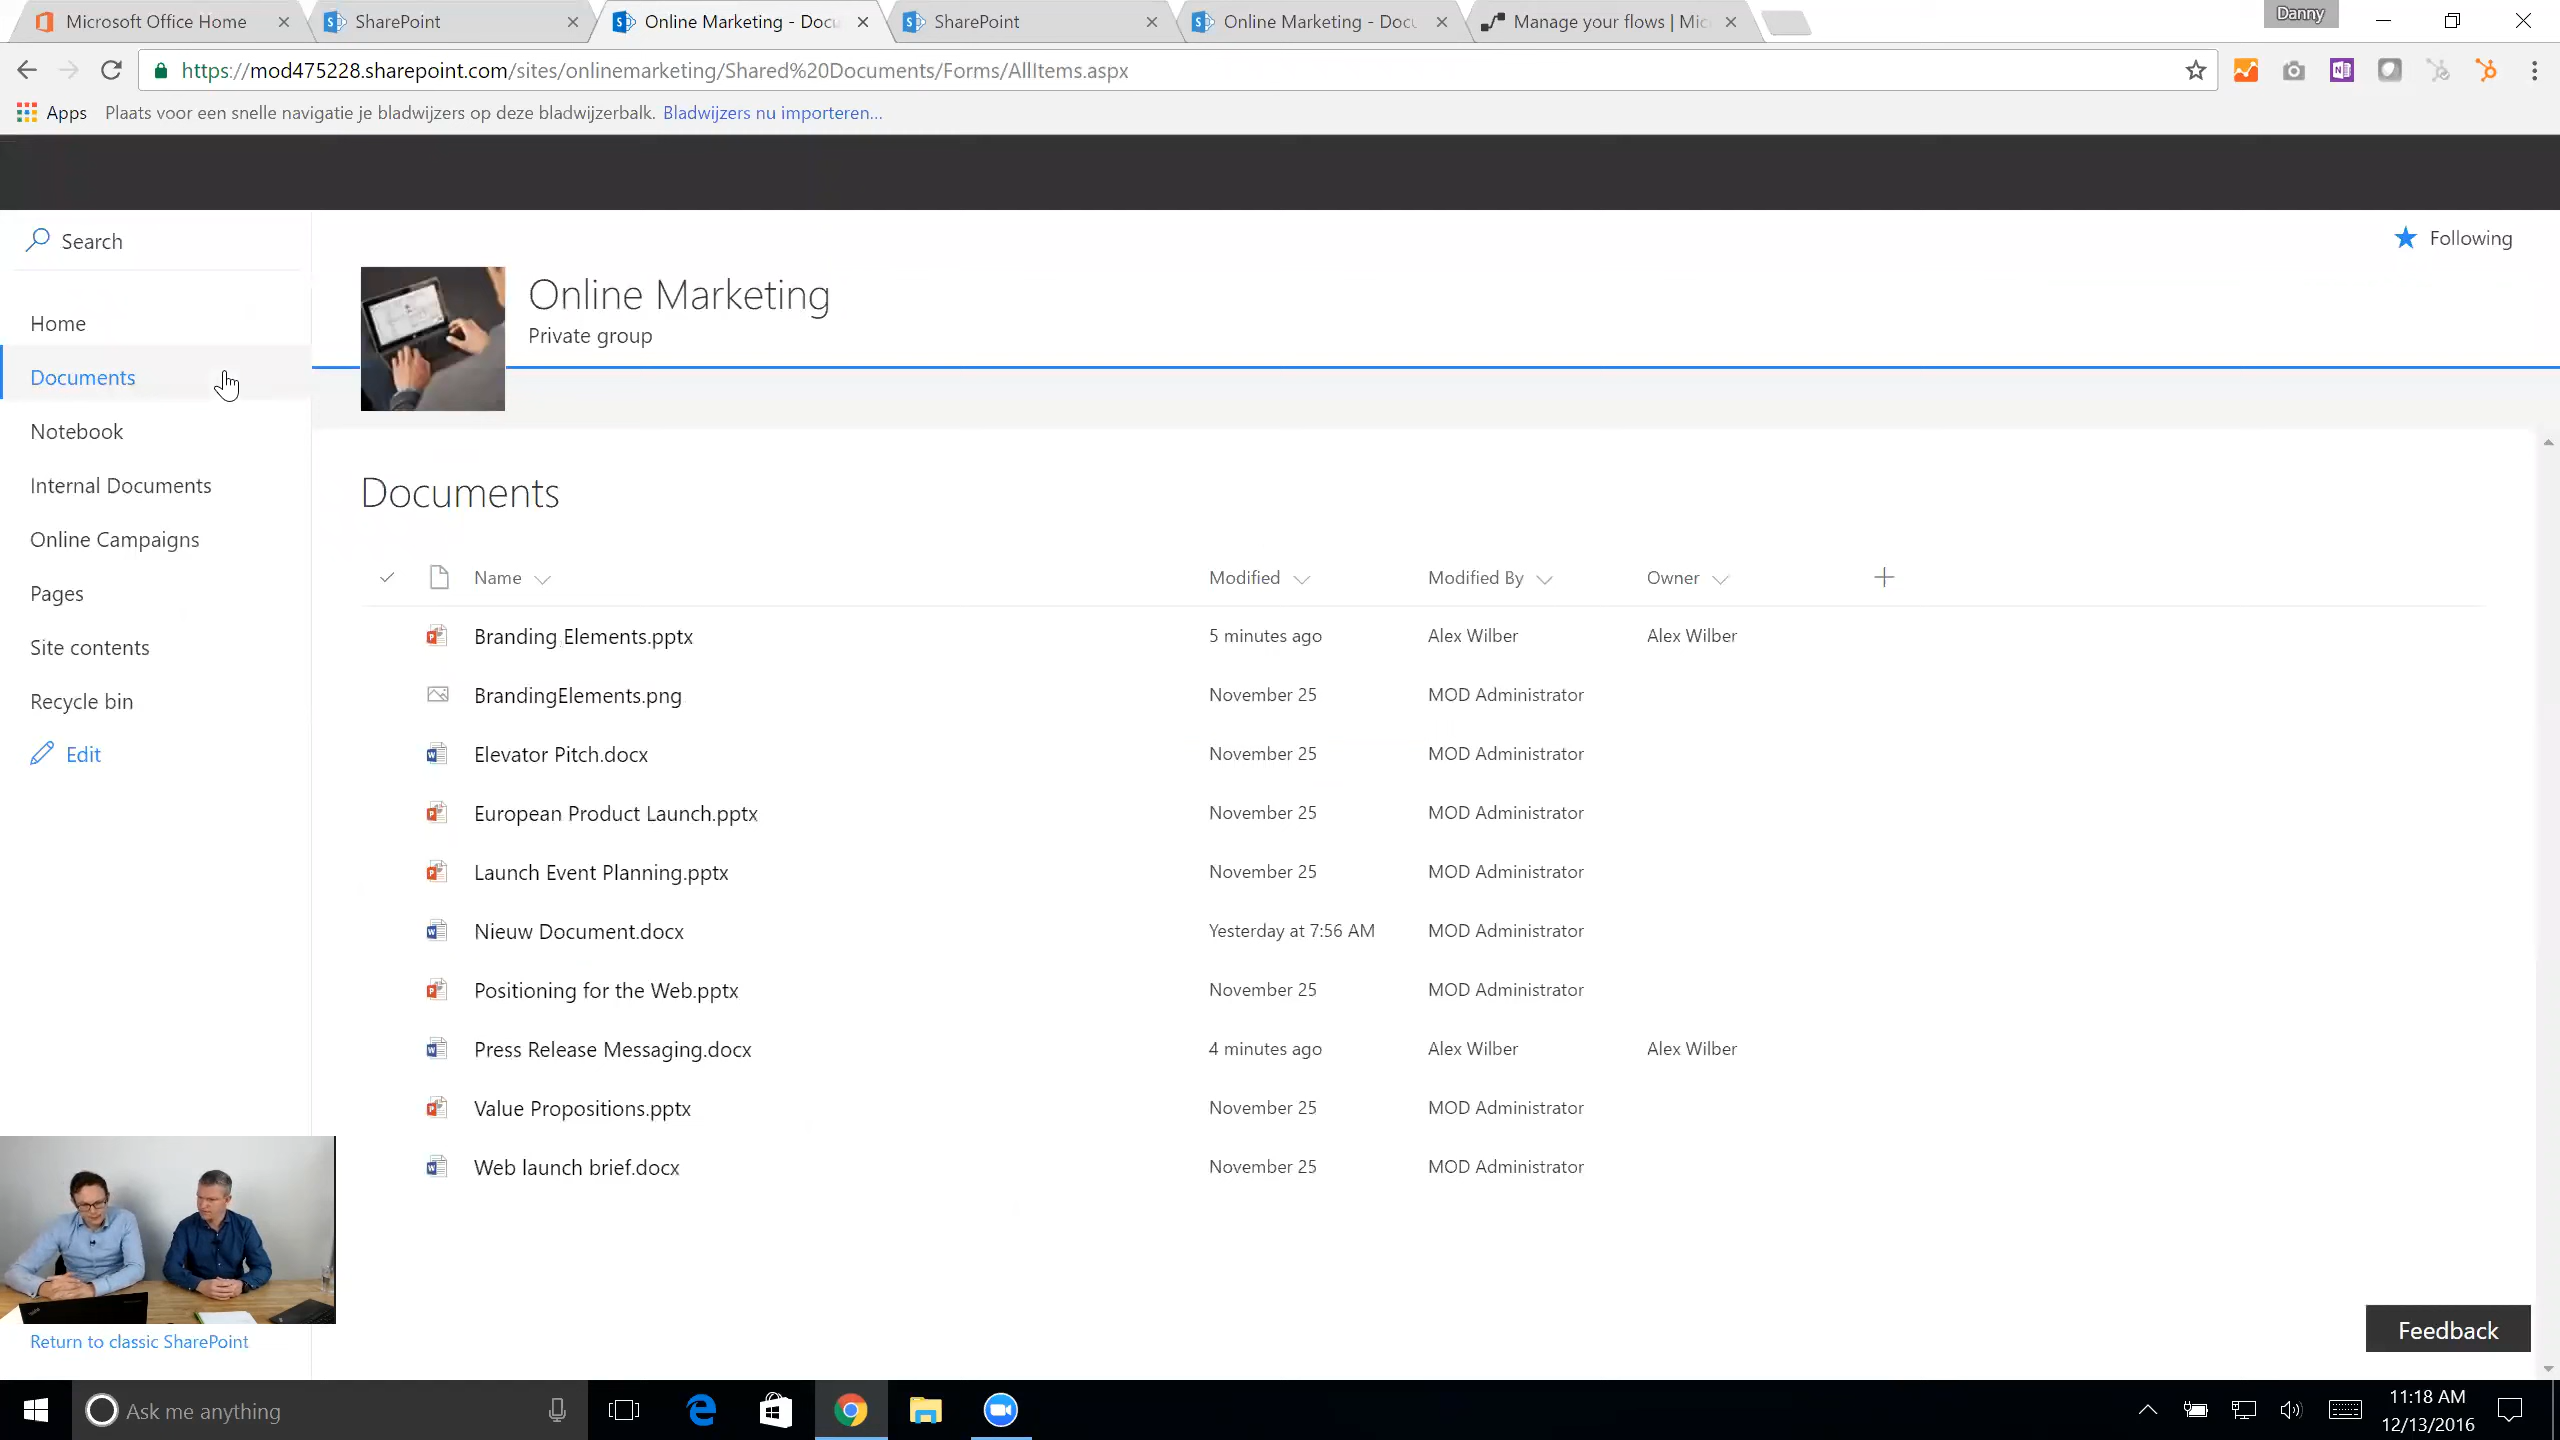 Microsoft Office Home
SharePoint
Online Marketing - Docu
SharePoint
Online Marketing - Docu
Manage your flows | Mic
Danny
https://mod475228.sharepoint.com/sites/onlinemarketing/Shared%20Documents/Forms/AllItems.aspx
Apps Plaats voor een snelle navigatie je bladwijzers op deze bladwijzerbalk. Bladwijzers nu importeren...
Search
Following
Online Marketing
Private group
Home
Documents
Notebook
Internal Documents
Online Campaigns
Pages
Site contents
Recycle bin
Edit
Documents
Name Modified Modified By Owner
Branding Elements.pptx 5 minutes ago Alex Wilber Alex Wilber
BrandingElements.png November 25 MOD Administrator
Elevator Pitch.docx November 25 MOD Administrator
European Product Launch.pptx November 25 MOD Administrator
Launch Event Planning.pptx November 25 MOD Administrator
Nieuw Document.docx Yesterday at 7:56 AM MOD Administrator
Positioning for the Web.pptx November 25 MOD Administrator
Press Release Messaging.docx 4 minutes ago Alex Wilber Alex Wilber
Value Propositions.pptx November 25 MOD Administrator
Web launch brief.docx November 25 MOD Administrator
Return to classic SharePoint
Feedback
Ask me anything
11:18 AM
12/13/2016